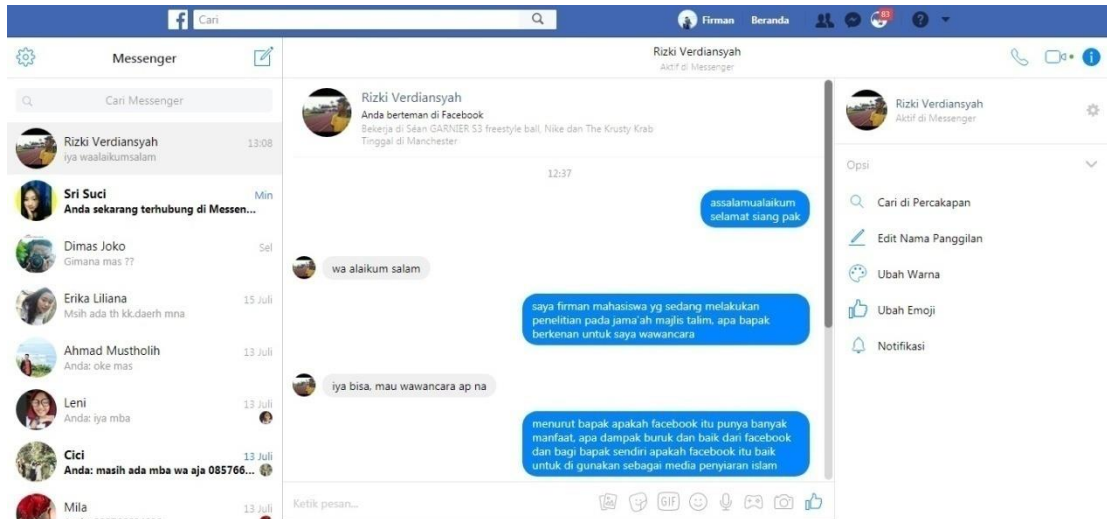 f
Cari
Firman
Beranda
83
Messenger
Cari Messenger
Rizki Verdiansyah
13:08
iya waalaikumsalam
Sri Suci
Min
Anda sekarang terhubung di Messen...
Dimas Joko
Sel
Gimana mas ??
Erika Liliana
15 Juli
Msih ada th kk.daerh mna
Ahmad Mustholih
13 Juli
Anda: oke mas
Leni
13 Juli
Anda: iya mba
Cici
13 Juli
Anda: masih ada mba wa aja 085766...
Mila
13 Juli
Rizki Verdiansyah
Aktif di Messenger
Rizki Verdiansyah
Anda berteman di Facebook
Bekerja di Séan GARNIER S3 freestyle ball, Nike dan The Krusty Krab
Tinggal di Manchester
12:37
assalamualaikum
selamat siang pak
wa alaikum salam
saya firman mahasiswa yg sedang melakukan
penelitian pada jama'ah majlis talim, apa bapak
berkenan untuk saya wawancara
iya bisa, mau wawancara ap na
menurut bapak apakah facebook itu punya banyak
manfaat, apa dampak buruk dan baik dari facebook
dan bagi bapak sendiri apakah facebook itu baik
untuk di gunakan sebagai media penyiaran islam
Ketik pesan...
GIF
Rizki Verdiansyah
Aktif di Messenger
Opsi
Cari di Percakapan
Edit Nama Panggilan
Ubah Warna
Ubah Emoji
Notifikasi